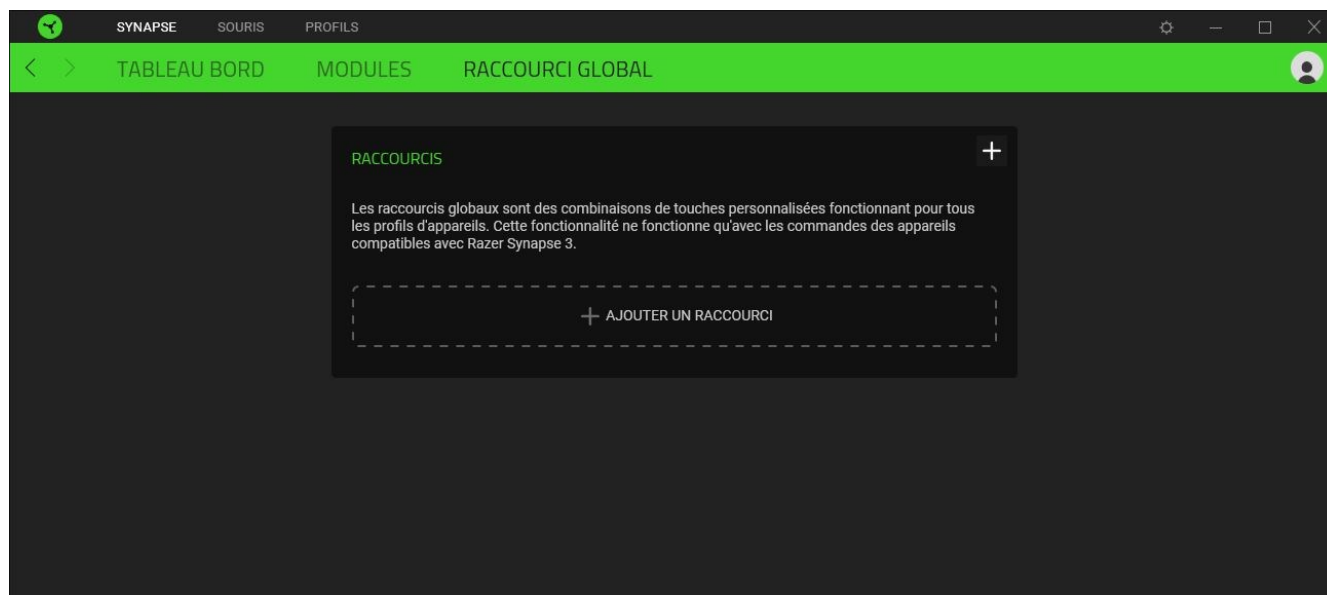 SYNAPSE SOURIS PROFILS
TABLEAU BORD MODULES RACCOURCI GLOBAL
RACCOURCIS
Les raccourcis globaux sont des combinaisons de touches personnalisées fonctionnant pour tous
les profils d'appareils. Cette fonctionnalité ne fonctionne qu'avec les commandes des appareils
compatibles avec Razer Synapse 3.
AJOUTER UN RACCOURCI